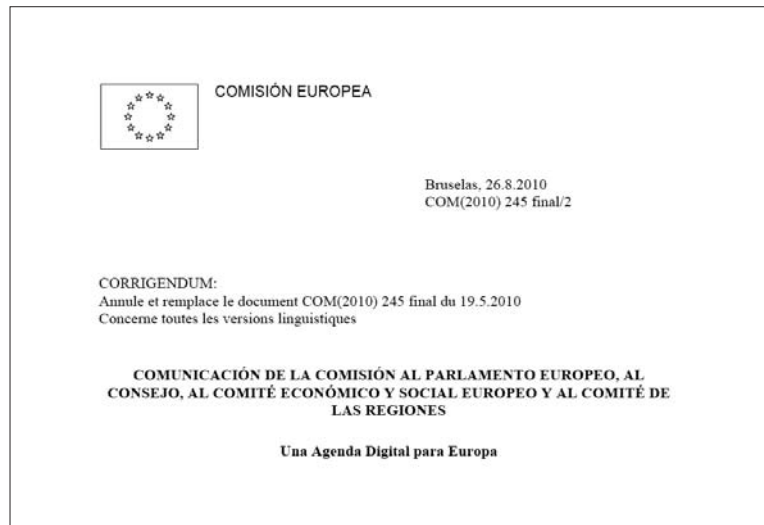 COMISIÓN EUROPEA
Bruselas, 26.8.2010
COM(2010) 245 final/2
CORRIGENDUM:
Annule et remplace le document COM(2010) 245 final du 19.5.2010
Concerne toutes les versions linguistiques
COMUNICACIÓN DE LA COMISIÓN AL PARLAMENTO EUROPEO, AL
CONSEJO, AL COMITÉ ECONÓMICO Y SOCIAL EUROPEO Y AL COMITÉ DE
LAS REGIONES
Una Agenda Digital para Europa